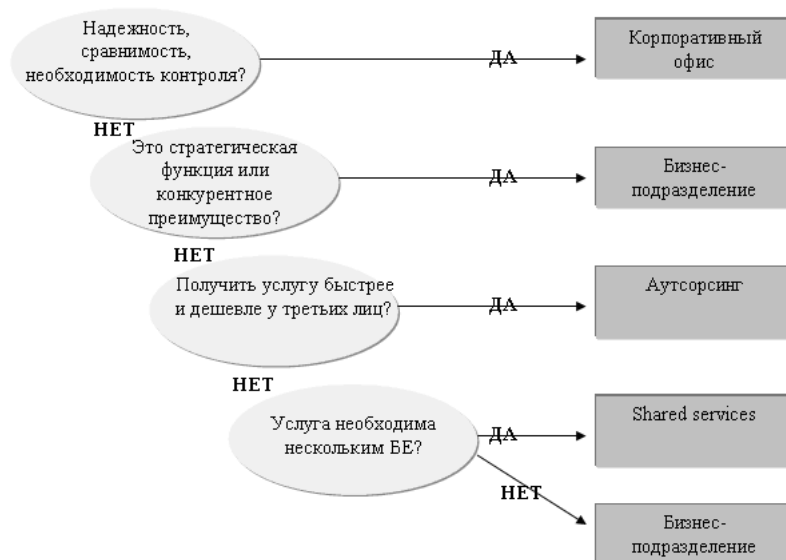 Надежность,
сравнимость,
необходимость контроля?
ДА
Корпоративный
офис
НЕТ
Это стратегическая
функция или
конкурентное
преимущество?
ДА
Бизнес-
подразделение
НЕТ
Получить услугу быстрее
и дешевле у третьих лиц?
ДА
Аутсорсинг
НЕТ
Услуга необходима
нескольким БЕ?
ДА
Shared services
НЕТ
Бизнес-
подразделение